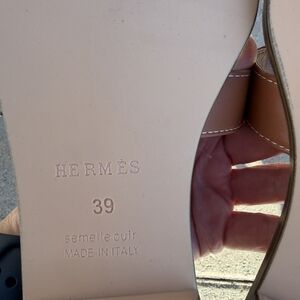 HERMÈS
39
semelle cuir
MADE IN ITALY